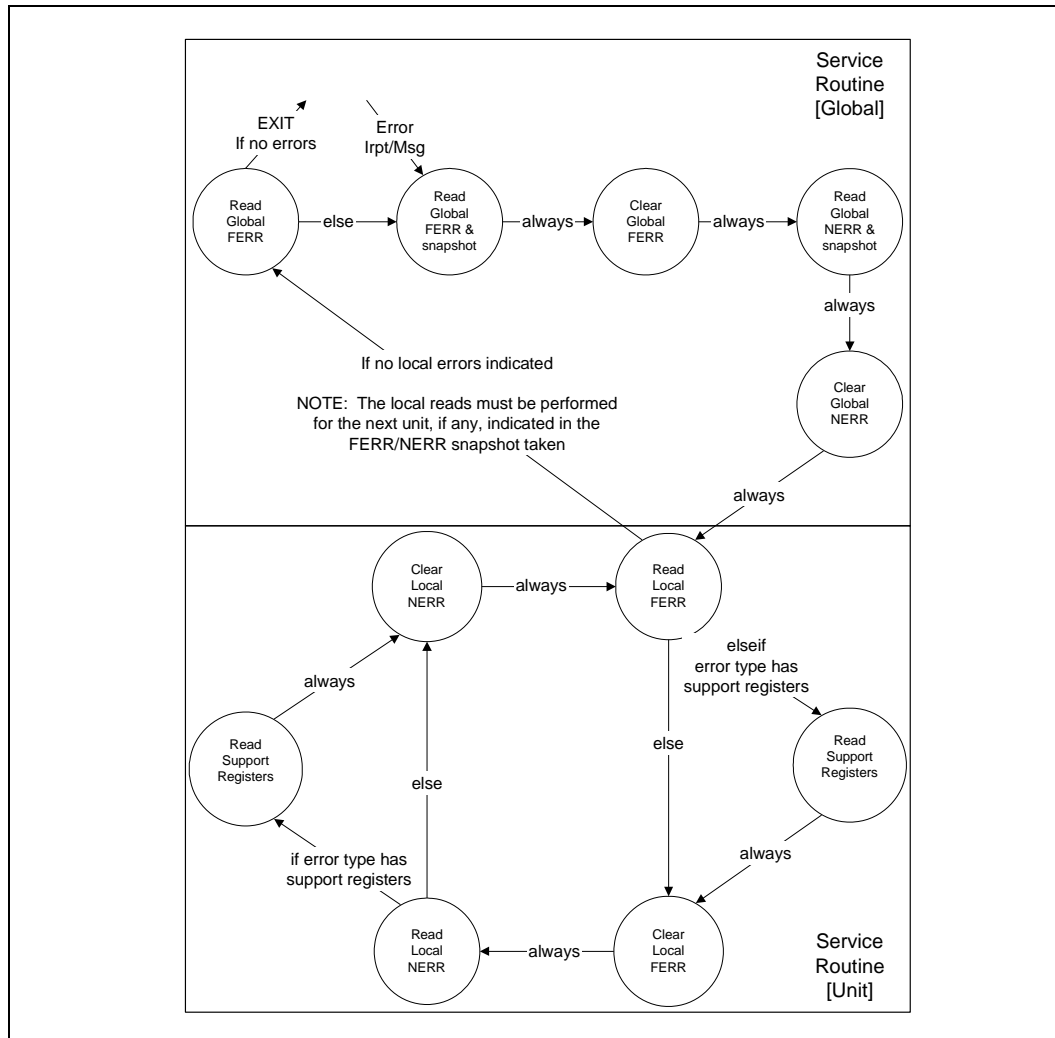 Service
Routine
[Global]
EXIT
If no errors
Error
Irpt/Msg
Read
Global
FERR
else
Read
Global
FERR &
snapshot
always
Clear
Global
FERR
always
Read
Global
NERR &
snapshot
always
If no local errors indicated
NOTE: The local reads must be performed
for the next unit, if any, indicated in the
FERR/NERR snapshot taken
Clear
Global
NERR
always
Clear
Local
NERR
always
Read
Local
FERR
elseif
error type has
support registers
always
Read
Support
Registers
else
else
Read
Support
Registers
if error type has
support registers
always
Read
Local
NERR
always
Clear
Local
FERR
Service
Routine
[Unit]